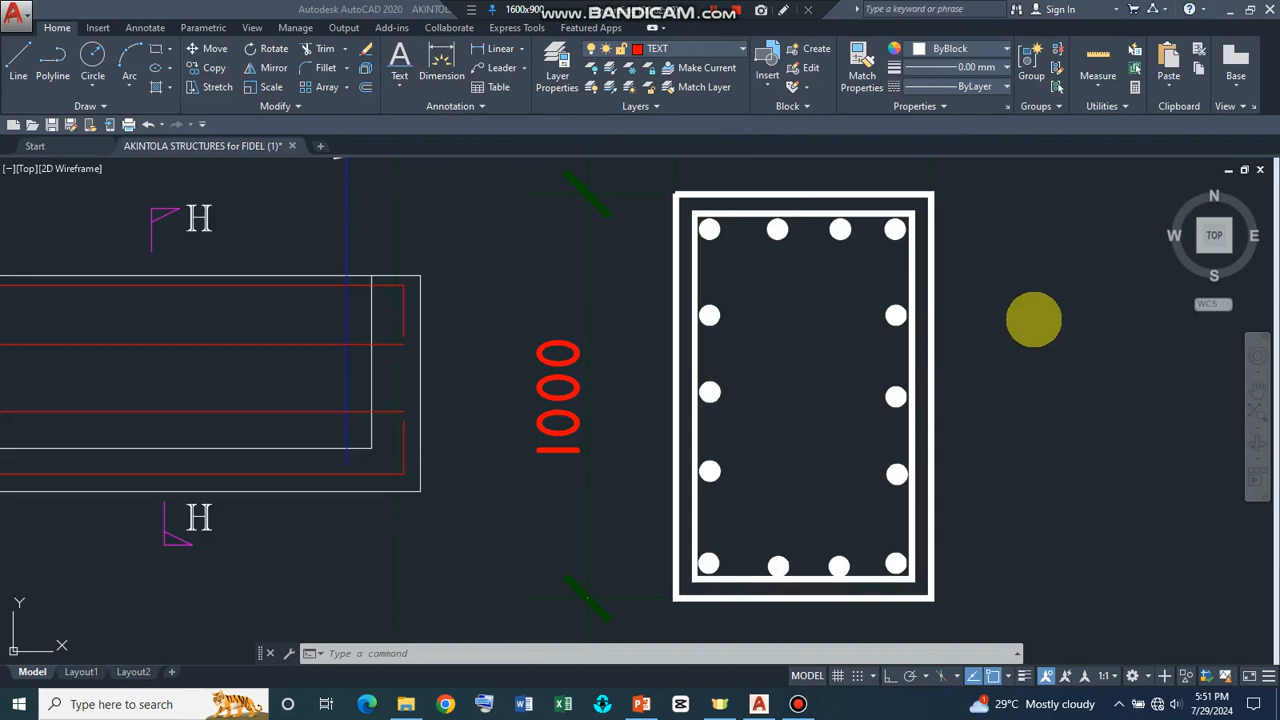 Autodesk AutoCAD 2020 AKINTOLA 1600x900 www.BANDICAM.com Type a keyword or phrase Sign In
Home Insert Annotate Parametric View Manage Output Add-ins Collaborate Express Tools Featured Apps
Line Polyline Circle Arc Move Rotate Trim Text Dimension Linear Layer Properties TEXT Insert Create Match Properties ByBlock Group Measure Paste Base
Copy Mirror Fillet Leader Make Current Edit 0.00 mm
Stretch Scale Array Table Match Layer ByLayer
Draw Modify Annotation Layers Block Properties Groups Utilities Clipboard View
Start AKINTOLA STRUCTURES for FIDEL (1)*
[−][Top][2D Wireframe]
H
N
W TOP E
S
WCS
1000
H
Y
X
Type a command
Model Layout1 Layout2 MODEL 1:1
Type here to search 29°C Mostly cloudy 5:51 PM
7/29/2024